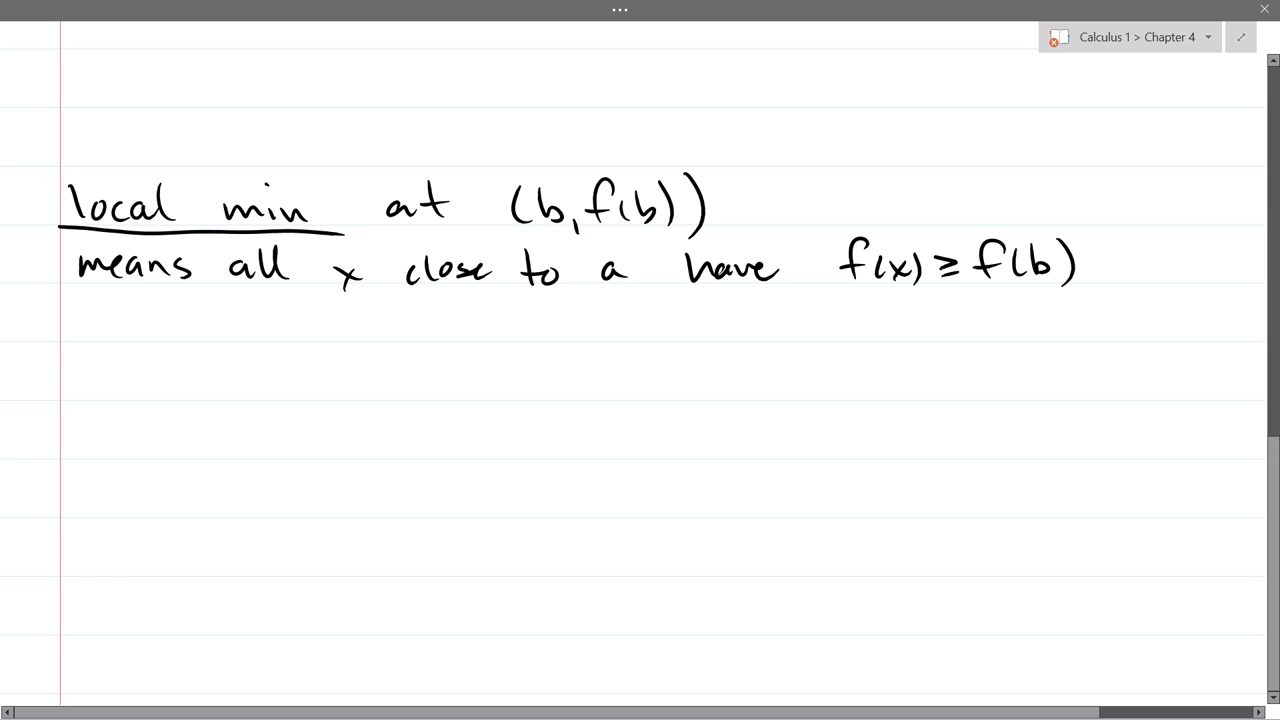 Calculus 1 > Chapter 4
local min at (b, f(b))
means all x close to a have f(x) ≥ f(b)